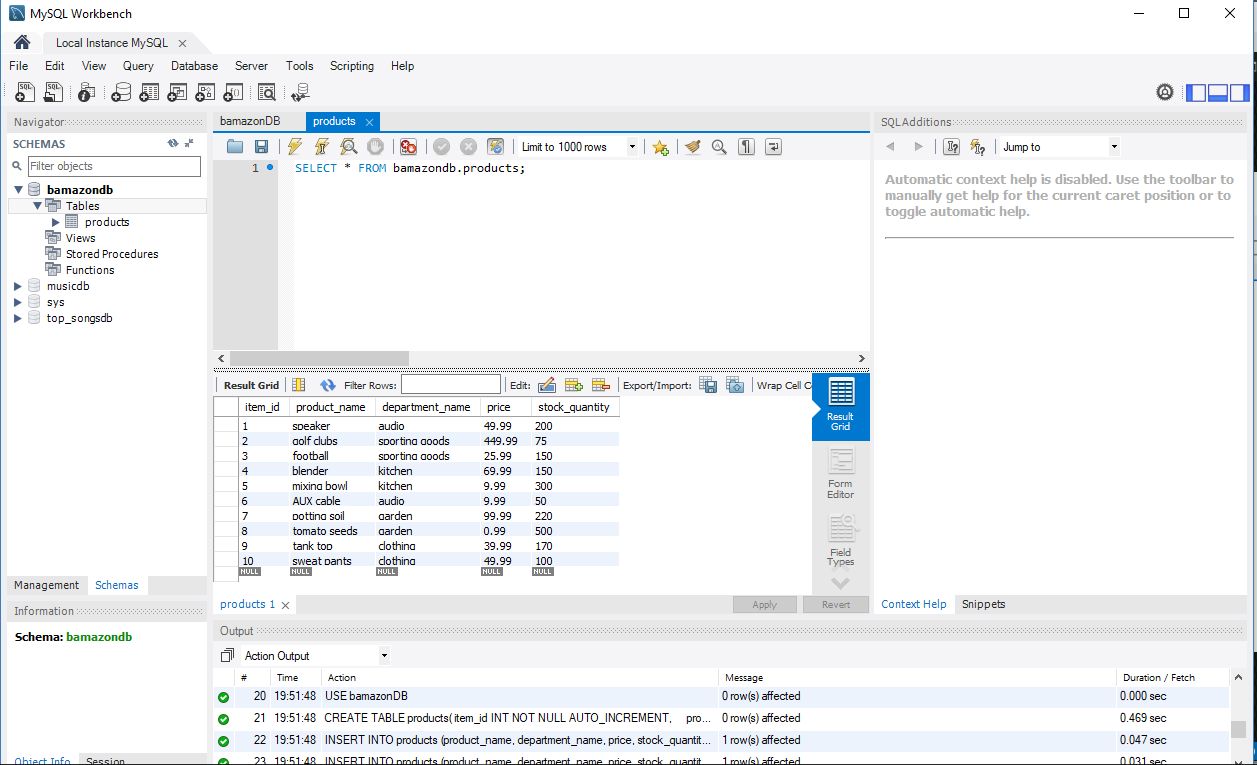 MySQL Workbench
Local Instance MySQL
File Edit View Query Database Server Tools Scripting Help
Navigator
SCHEMAS
Filter objects
bamazondb
Tables
products
Views
Stored Procedures
Functions
musicdb
sys
top_songsdb
Management Schemas
Information
Schema: bamazondb
Object Info Session
bamazonDB products
Limit to 1000 rows
1 SELECT * FROM bamazondb.products;
Result Grid Filter Rows: Edit: Export/Import: Wrap Cell C
item_id product_name department_name price stock_quantity
1 speaker audio 49.99 200
2 golf clubs sporting goods 449.99 75
3 football sporting goods 25.99 150
4 blender kitchen 69.99 150
5 mixing bowl kitchen 9.99 300
6 AUX cable audio 9.99 50
7 potting soil garden 99.99 220
8 tomato seeds garden 0.99 500
9 tank top clothing 39.99 170
10 sweat pants clothing 49.99 100
NULL NULL NULL NULL NULL
Result
Grid
Form
Editor
Field
Types
products 1 Apply Revert
SQLAdditions
Jump to
Automatic context help is disabled. Use the toolbar to
manually get help for the current caret position or to
toggle automatic help.
Context Help Snippets
Output
Action Output
# Time Action Message Duration / Fetch
20 19:51:48 USE bamazonDB 0 row(s) affected 0.000 sec
21 19:51:48 CREATE TABLE products( item_id INT NOT NULL AUTO_INCREMENT, pro... 0 row(s) affected 0.469 sec
22 19:51:48 INSERT INTO products (product_name, department_name, price, stock_quantit... 1 row(s) affected 0.047 sec
23 19:51:48 INSERT INTO products (product_name, department_name, price, stock_quantit... 1 row(s) affected 0.031 sec